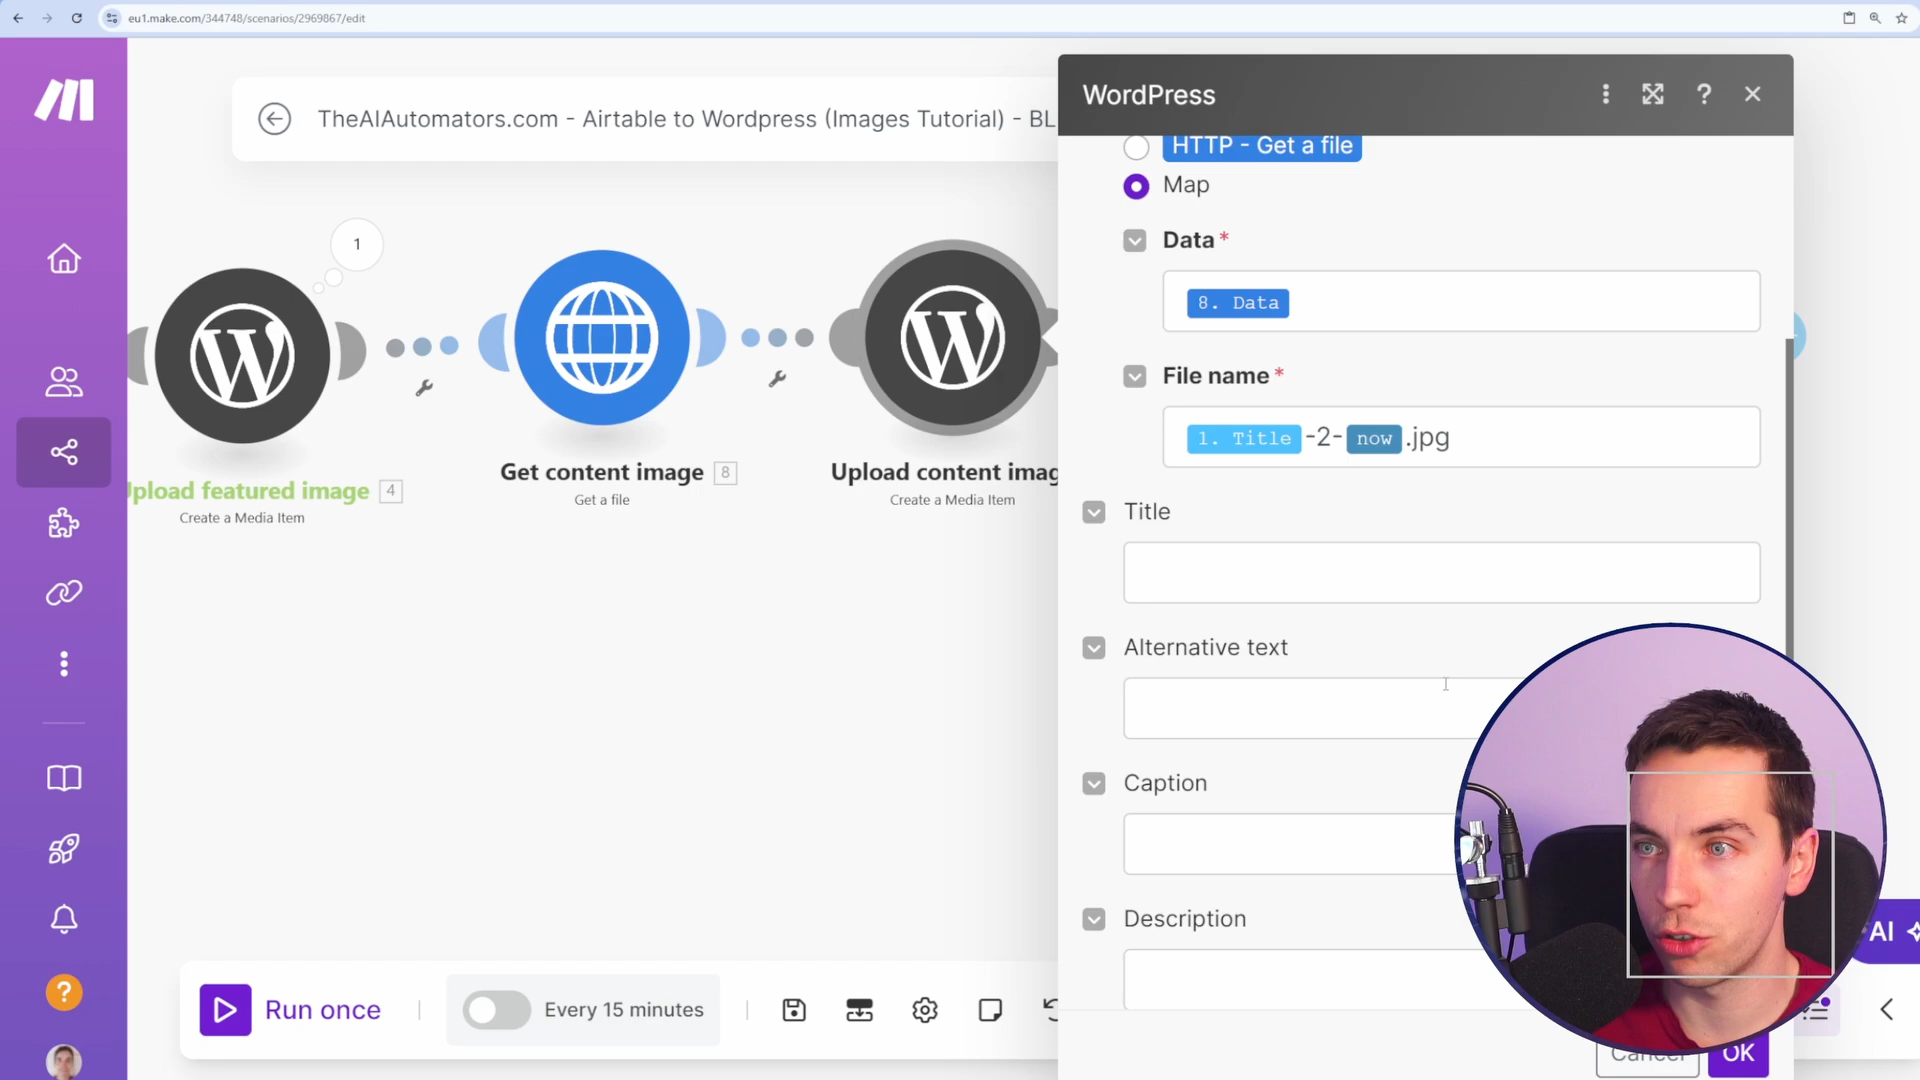 eu1.make.com/344748/scenarios/2969867/edit
TheAIAutomators.com - Airtable to Wordpress (Images Tutorial) - BL
WordPress
HTTP - Get a file
Map
Data *
8. Data
File name *
1. Title -2- now .jpg
Title
Alternative text
Caption
Description
1
Upload featured image 4
Create a Media Item
Get content image 8
Get a file
Upload content imag
Create a Media Item
Run once
Every 15 minutes
AI
Cancel
OK